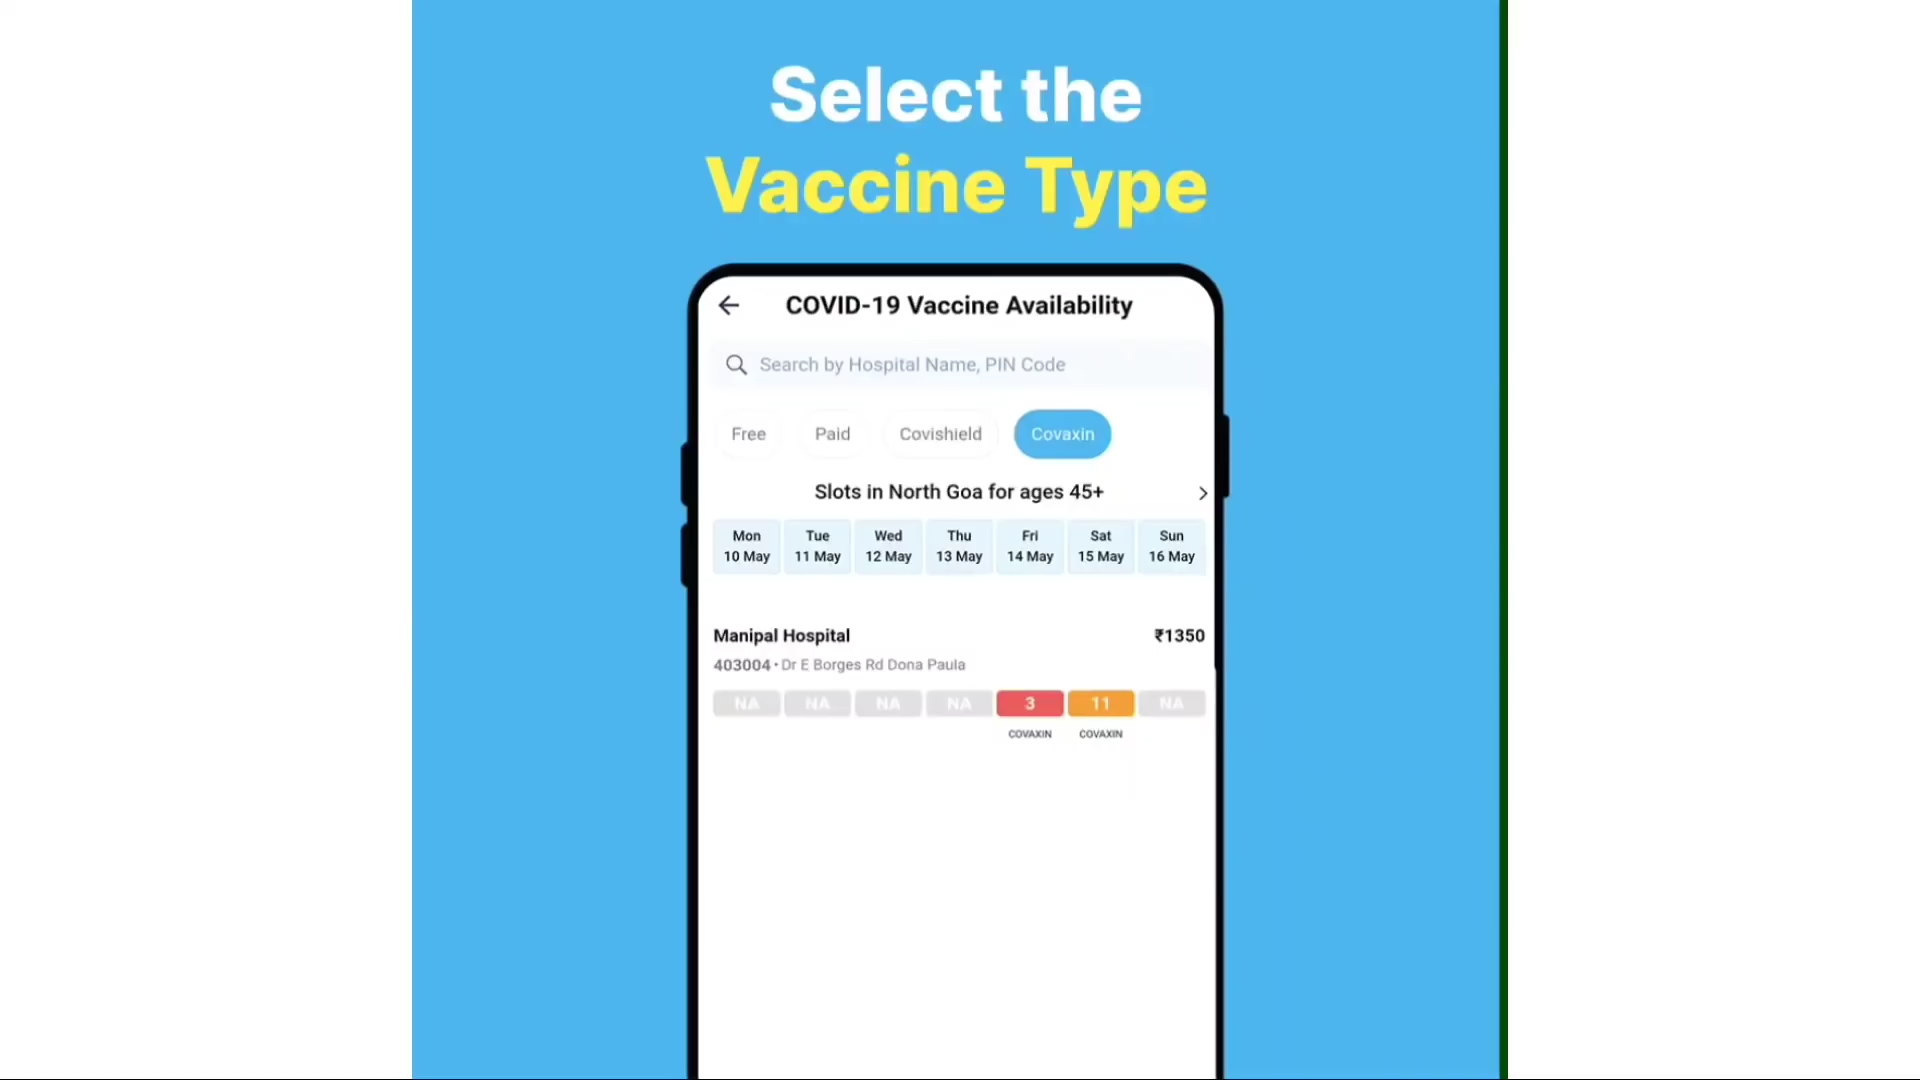 Select the
Vaccine Type
COVID-19 Vaccine Availability
Search by Hospital Name, PIN Code
Free Paid Covishield Covaxin
Slots in North Goa for ages 45+
Mon Tue Wed Thu Fri Sat Sun
10 May 11 May 12 May 13 May 14 May 15 May 16 May
Manipal Hospital ₹1350
403004 • Dr E Borges Rd Dona Paula
NA NA NA NA 3 11 NA
COVAXIN COVAXIN